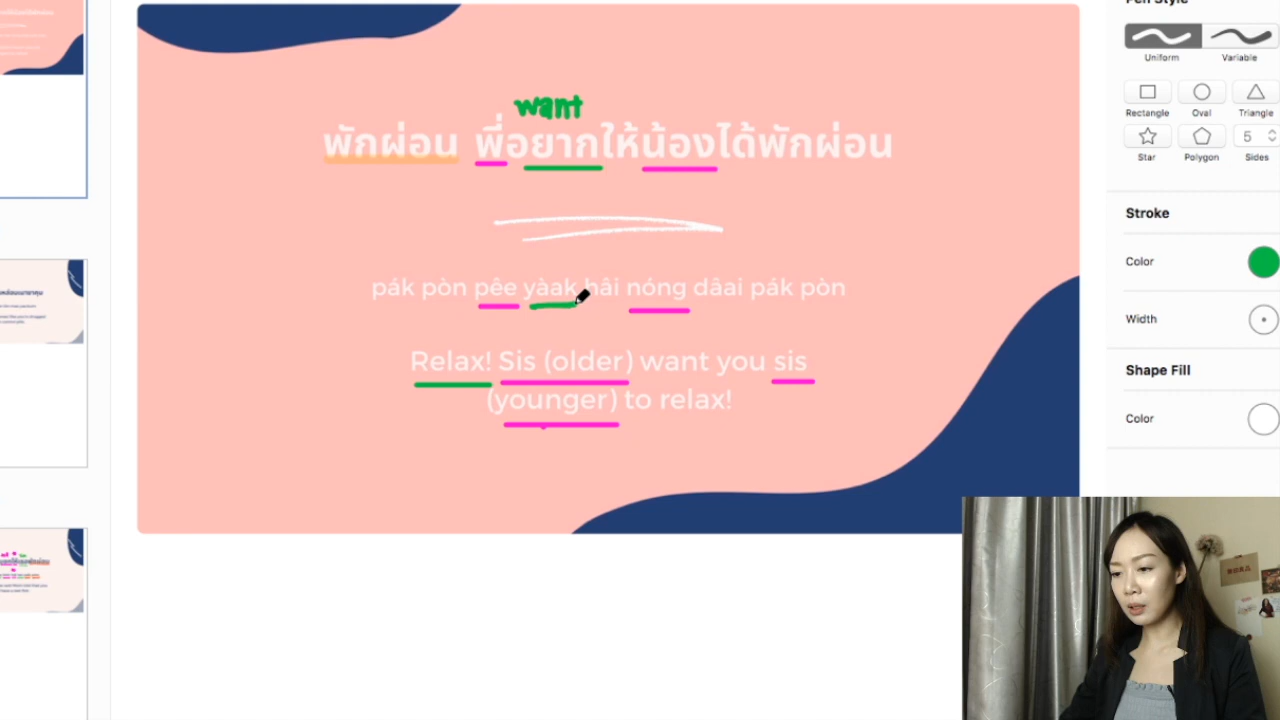 Pen Style
Uniform
Variable
Rectangle
Oval
Triangle
Star
Polygon
5
Sides
Stroke
Color
Width
Shape Fill
Color
want
พักผ่อน พี่อยากให้น้องได้พักผ่อน
pák pòn pêe yàak hâi nóng dâai pák pòn
Relax! Sis (older) want you sis
(younger) to relax!